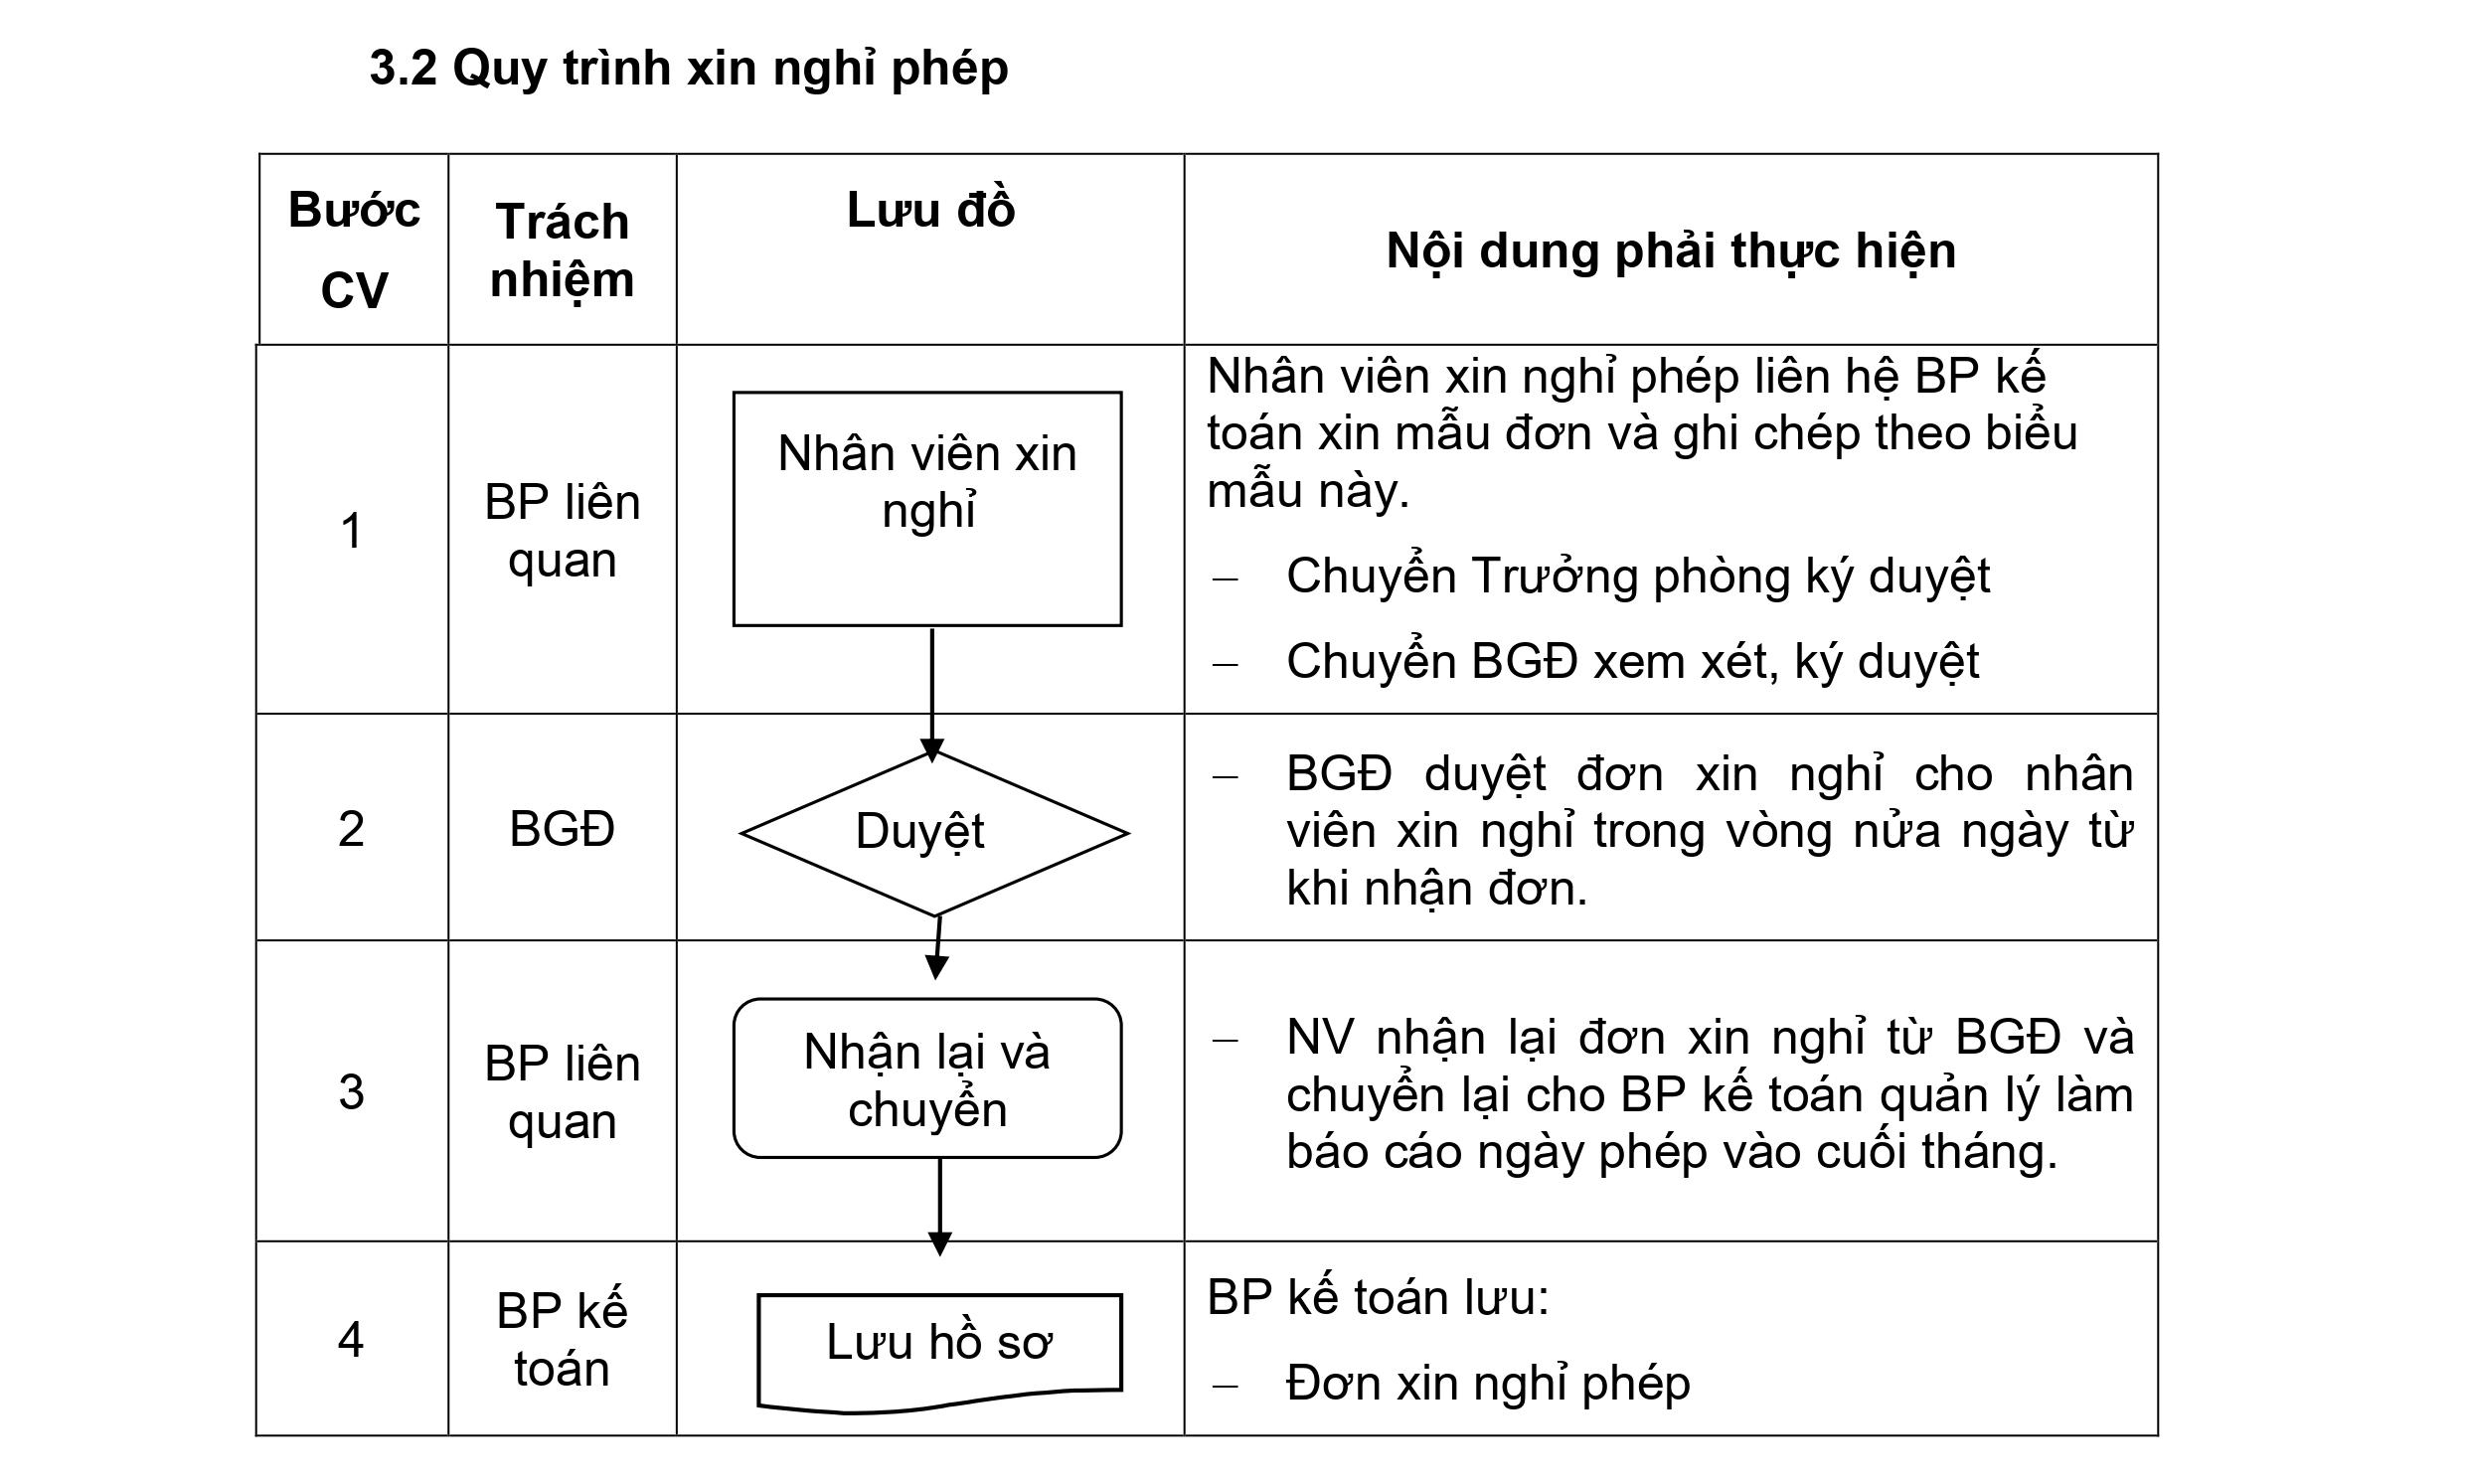 3.2 Quy trình xin nghỉ phép
Bước
CV
Trách
nhiệm
Lưu đồ
Nội dung phải thực hiện
1
BP liên
quan
Nhân viên xin
nghỉ
Nhân viên xin nghỉ phép liên hệ BP kế
toán xin mẫu đơn và ghi chép theo biểu
mẫu này.
– Chuyển Trưởng phòng ký duyệt
– Chuyển BGĐ xem xét, ký duyệt
2
BGĐ
Duyệt
– BGĐ duyệt đơn xin nghỉ cho nhân
viên xin nghỉ trong vòng nửa ngày từ
khi nhận đơn.
3
BP liên
quan
Nhận lại và
chuyển
– NV nhận lại đơn xin nghỉ từ BGĐ và
chuyển lại cho BP kế toán quản lý làm
báo cáo ngày phép vào cuối tháng.
4
BP kế
toán
Lưu hồ sơ
BP kế toán lưu:
– Đơn xin nghỉ phép